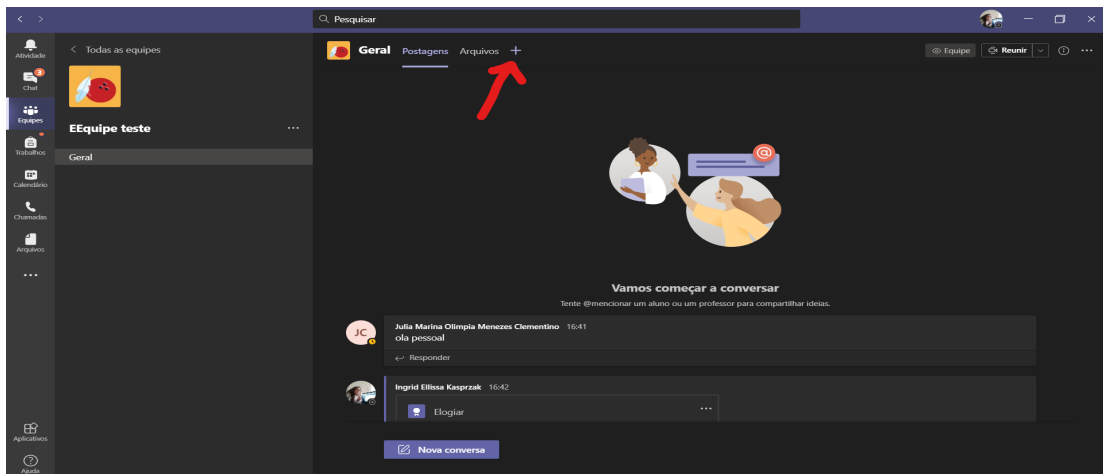 Pesquisar
Atividade
Chat
3
Equipes
Trabalhos
Calendário
Chamadas
Arquivos
Aplicativos
Ajuda
Todas as equipes
EEquipe teste
Geral
Geral Postagens Arquivos
Equipe
Reunir
@
Vamos começar a conversar
Tente @mencionar um aluno ou um professor para compartilhar ideias.
JC
Julia Marina Olimpia Menezes Clementino 16:41
ola pessoal
Responder
Ingrid Ellissa Kasprzak 16:42
Elogiar
Nova conversa